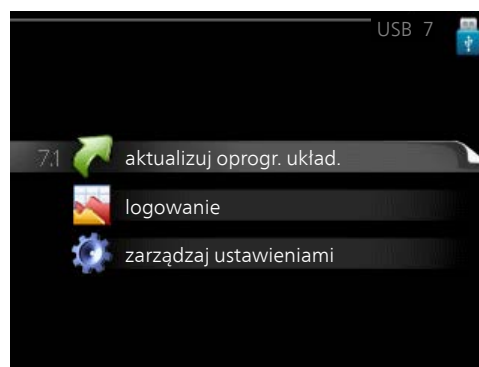 USB 7
7.1 aktualizuj oprogr. układ.
logowanie
zarządzaj ustawieniami